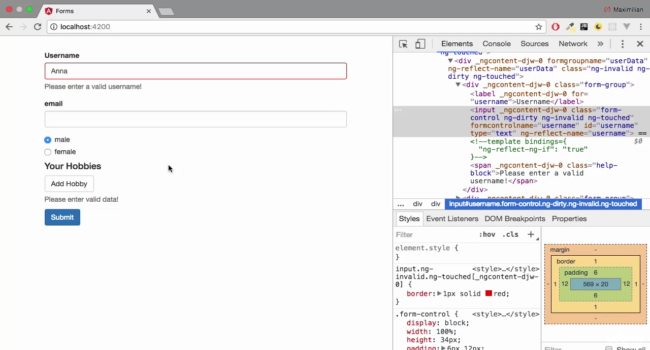 Forms
Maximilian
localhost:4200
Elements Console Sources Network »
Username
Anna
Please enter a valid username!
email
male
female
Your Hobbies
Add Hobby
Please enter valid data!
Submit
▼<div _ngcontent-djw-0 formgroupname="userData"
ng-reflect-name="userData" class="ng-invalid ng-
dirty ng-touched">
▼<div _ngcontent-djw-0 class="form-group">
<label _ngcontent-djw-0 for=
"username">Username</label>
<input _ngcontent-djw-0 class="form-
control ng-dirty ng-invalid ng-touched"
formcontrolname="username" id="username"
type="text" ng-reflect-name="username"> ==
$0
<!--template bindings={
"ng-reflect-ng-if": "true"
}-->
<span _ngcontent-djw-0 class="help-
block">Please enter a valid
username!</span>
</div>
... div div input#username.form-control.ng-dirty.ng-invalid.ng-touched
Styles Event Listeners DOM Breakpoints Properties
Filter :hov .cls +
element.style {
}
input.ng- <style>…</style>
invalid.ng-touched[_ngcontent-djw-
0] {
border:▶1px solid red;
}
.form-control { <style>…</style>
display: block;
width: 100%;
height: 34px;
padding:▶6px 12px;
margin -
border 1
padding 6
- 1 12 569 × 20 12 1 -
6
1
-
Filter Show all